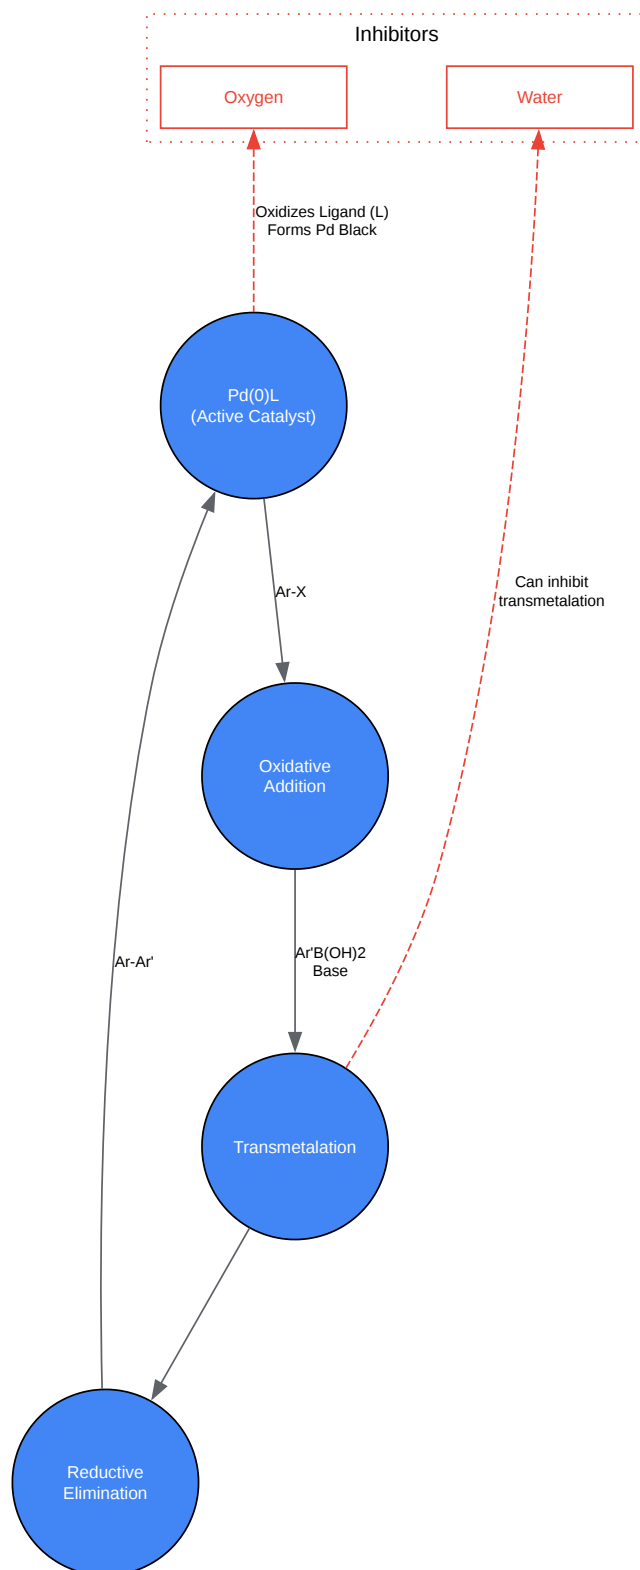 Inhibitors
Oxygen
Water
Oxidizes Ligand (L)
Forms Pd Black
Pd(0)L
(Active Catalyst)
Ar-X
Can inhibit
transmetalation
Oxidative
Addition
Ar'B(OH)2
Base
Ar-Ar'
Transmetalation
Reductive
Elimination